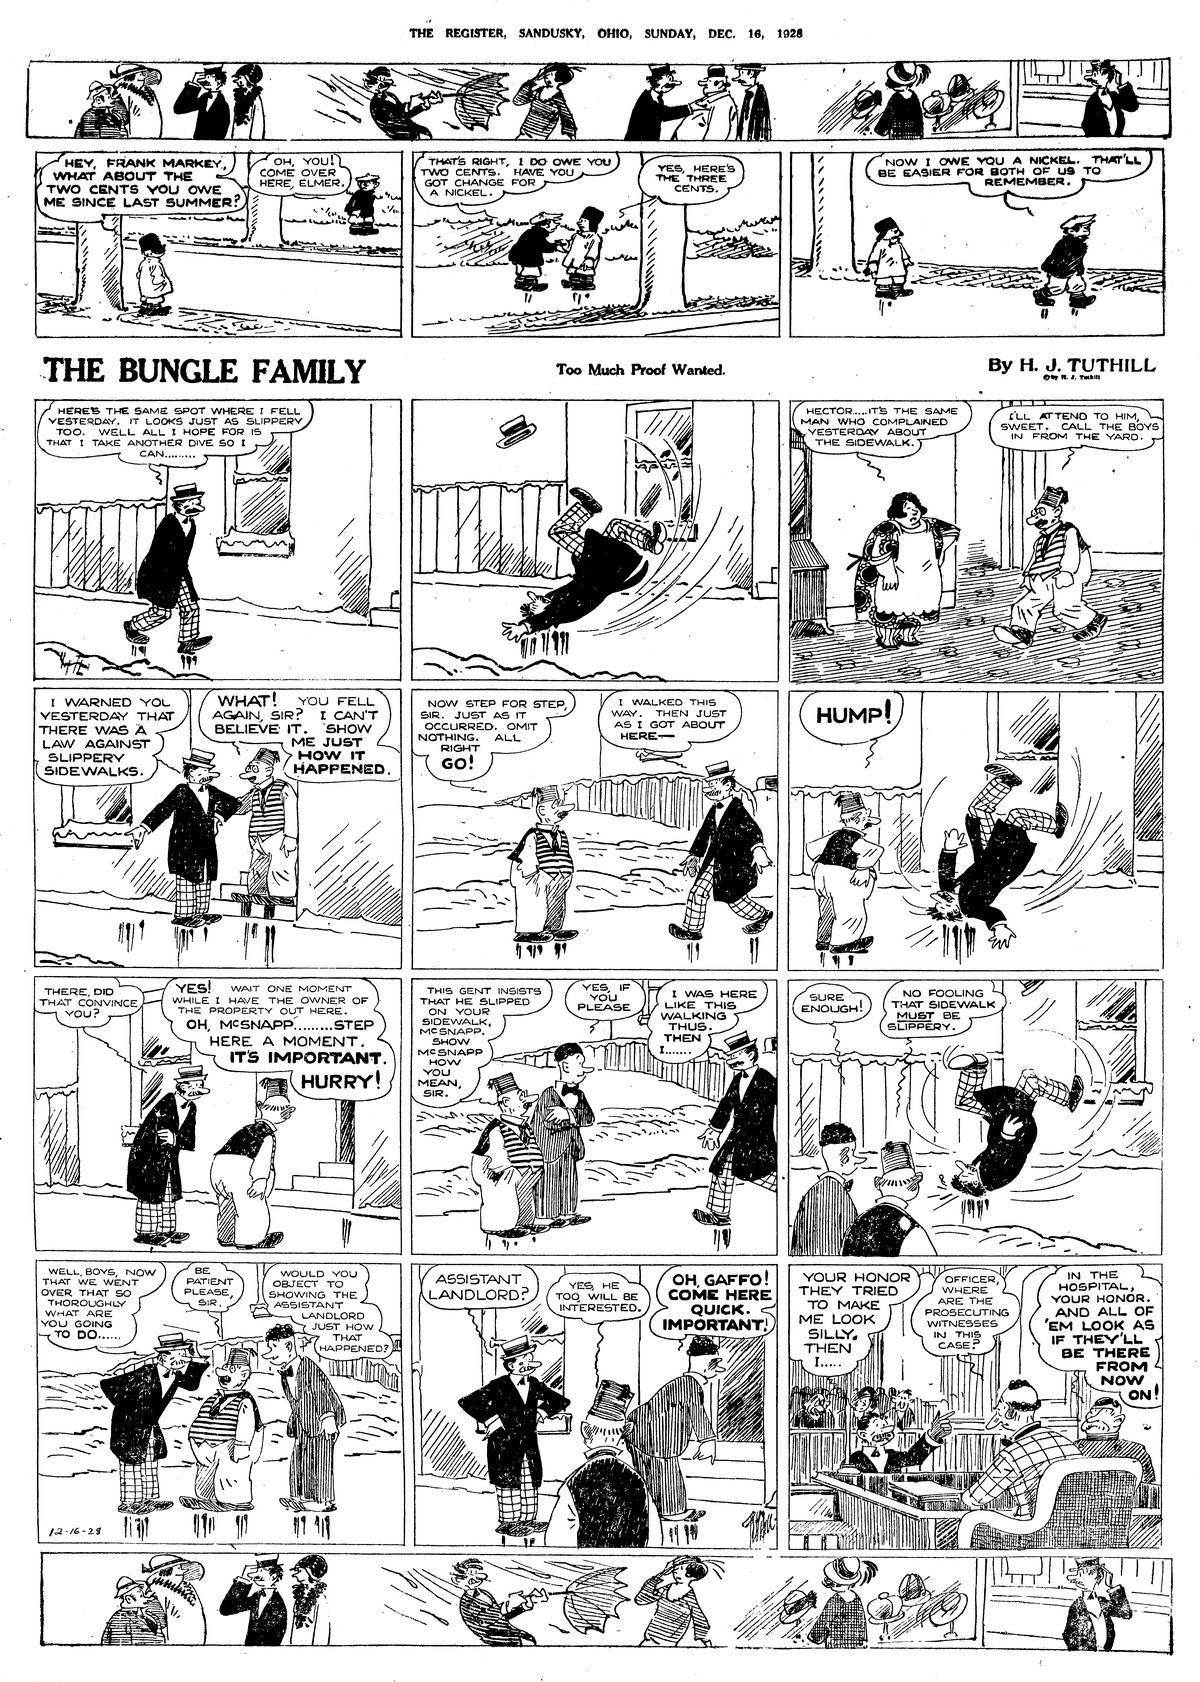 THE REGISTER, SANDUSKY, OHIO, SUNDAY, DEC. 16, 1928
HEY, FRANK MARKEY,
WHAT ABOUT THE
TWO CENTS YOU OWE
ME SINCE LAST SUMMER?
OH, YOU!
COME OVER
HERE, ELMER.
THAT'S RIGHT, I DO OWE YOU
TWO CENTS. HAVE YOU
GOT CHANGE FOR
A NICKEL.
YES, HERE'S
THE THREE
CENTS.
NOW I OWE YOU A NICKEL. THAT'LL
BE EASIER FOR BOTH OF US TO
REMEMBER.
THE BUNGLE FAMILY
Too Much Proof Wanted.
By H. J. TUTHILL
© by H. J. Tuthill
HERE'S THE SAME SPOT WHERE I FELL
YESTERDAY. IT LOOKS JUST AS SLIPPERY
TOO. WELL ALL I HOPE FOR IS
THAT I TAKE ANOTHER DIVE SO I
CAN.........
HECTOR.....IT'S THE SAME
MAN WHO COMPLAINED
YESTERDAY ABOUT
THE SIDEWALK.
I'LL ATTEND TO HIM,
SWEET. CALL THE BOYS
IN FROM THE YARD.
I WARNED YOU
YESTERDAY THAT
THERE WAS A
LAW AGAINST
SLIPPERY
SIDEWALKS.
WHAT! YOU FELL
AGAIN, SIR? I CAN'T
BELIEVE IT. SHOW
ME JUST
HOW IT
HAPPENED.
NOW STEP FOR STEP,
SIR. JUST AS IT
OCCURRED. OMIT
NOTHING. ALL
RIGHT
GO!
I WALKED THIS
WAY. THEN JUST
AS I GOT ABOUT
HERE—
HUMP!
THERE, DID
THAT CONVINCE
YOU?
YES! WAIT ONE MOMENT
WHILE I HAVE THE OWNER OF
THE PROPERTY OUT HERE.
OH, McSNAPP.........STEP
HERE A MOMENT.
IT'S IMPORTANT.
HURRY!
THIS GENT INSISTS
THAT HE SLIPPED
ON YOUR
SIDEWALK,
McSNAPP.
SHOW
McSNAPP
HOW
YOU
MEAN,
SIR.
YES, IF
YOU
PLEASE
I WAS HERE
LIKE THIS
WALKING
THUS.
THEN
I.......
SURE
ENOUGH!
NO FOOLING
THAT SIDEWALK
MUST BE
SLIPPERY.
WELL, BOYS, NOW
THAT WE WENT
OVER THAT SO
THOROUGHLY
WHAT ARE
YOU GOING
TO DO......
BE
PATIENT
PLEASE,
SIR.
WOULD YOU
OBJECT TO
SHOWING THE
ASSISTANT
LANDLORD
JUST HOW
THAT
HAPPENED?
12-16-28
ASSISTANT
LANDLORD?
YES, HE
TOO WILL BE
INTERESTED.
OH, GAFFO!
COME HERE
QUICK.
IMPORTANT!
YOUR HONOR
THEY TRIED
TO MAKE
ME LOOK
SILLY.
THEN
I.....
OFFICER,
WHERE
ARE THE
PROSECUTING
WITNESSES
IN THIS
CASE?
IN THE
HOSPITAL,
YOUR HONOR.
AND ALL OF
'EM LOOK AS
IF THEY'LL
BE THERE
FROM
NOW
ON!